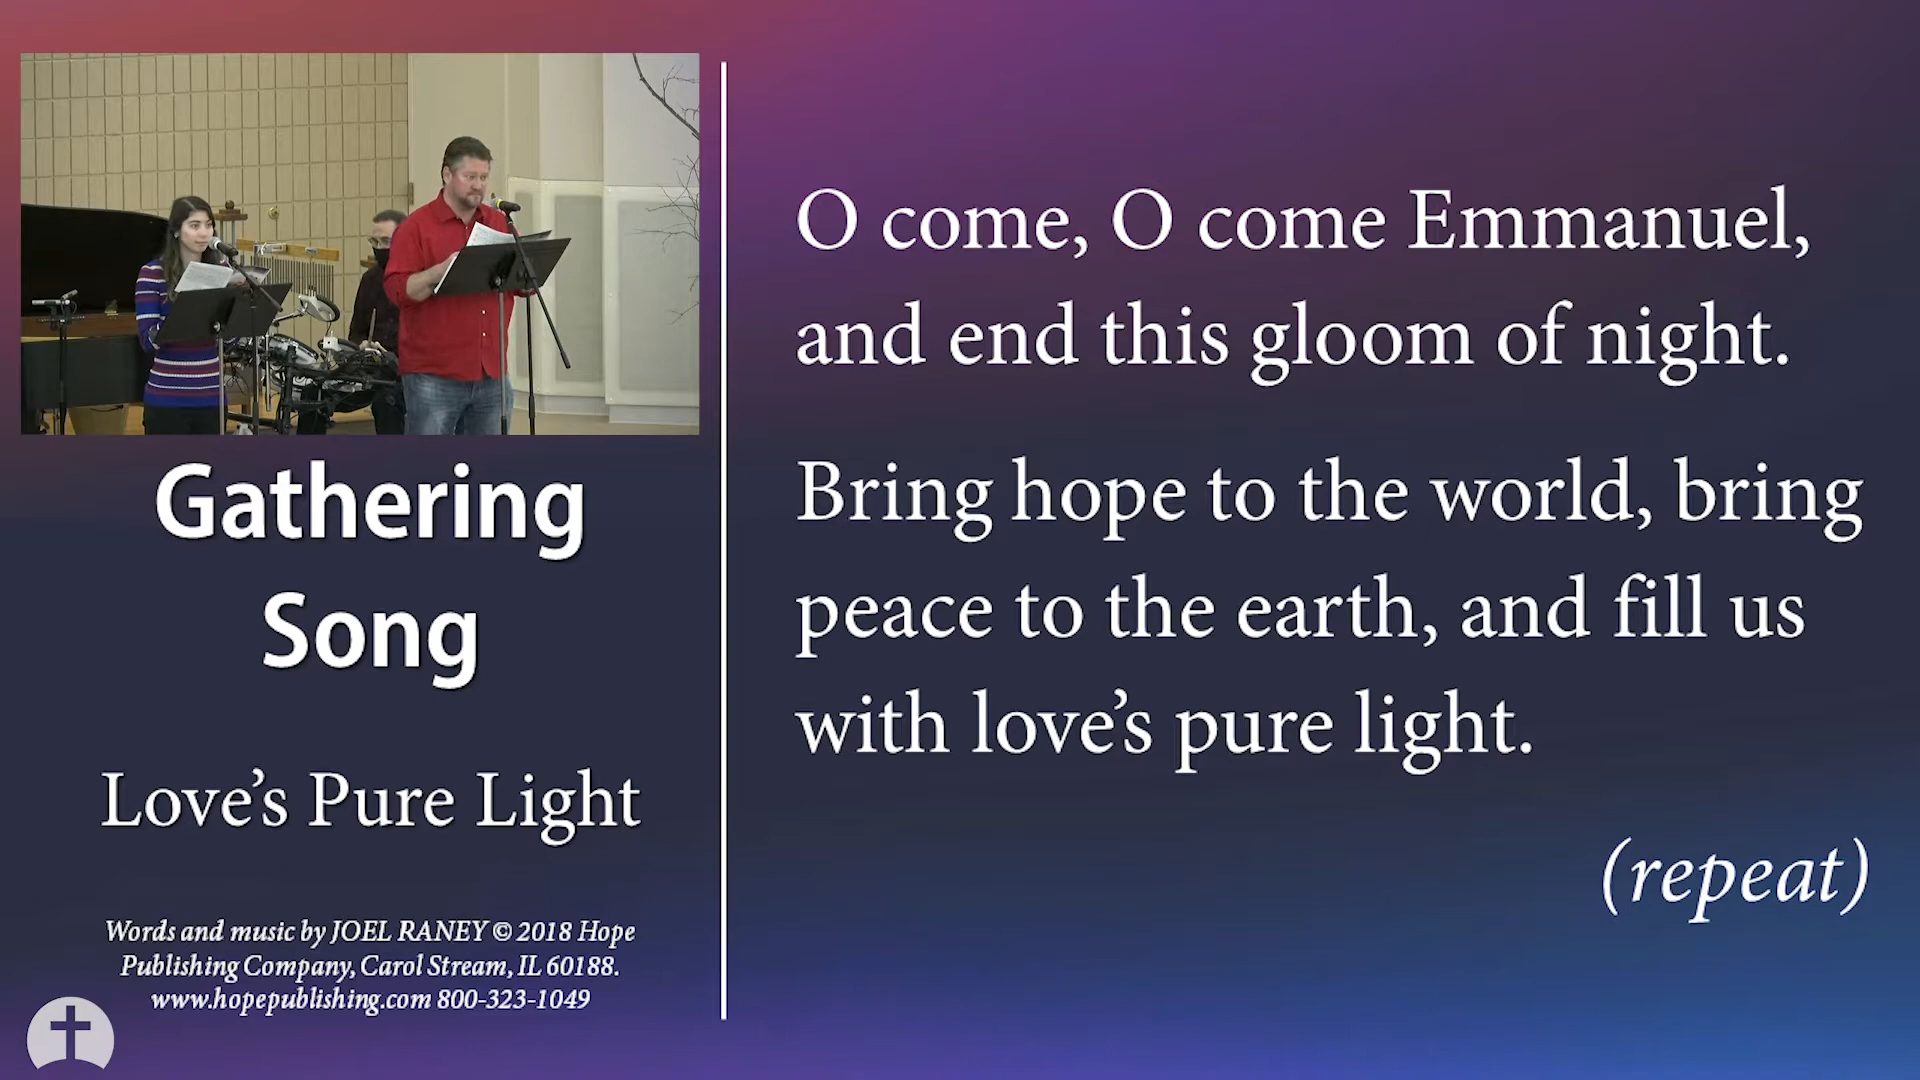 Gathering
Song
Love’s Pure Light
Words and music by JOEL RANEY © 2018 Hope
Publishing Company, Carol Stream, IL 60188.
www.hopepublishing.com 800-323-1049
O come, O come Emmanuel,
and end this gloom of night.
Bring hope to the world, bring
peace to the earth, and fill us
with love’s pure light.
(repeat)